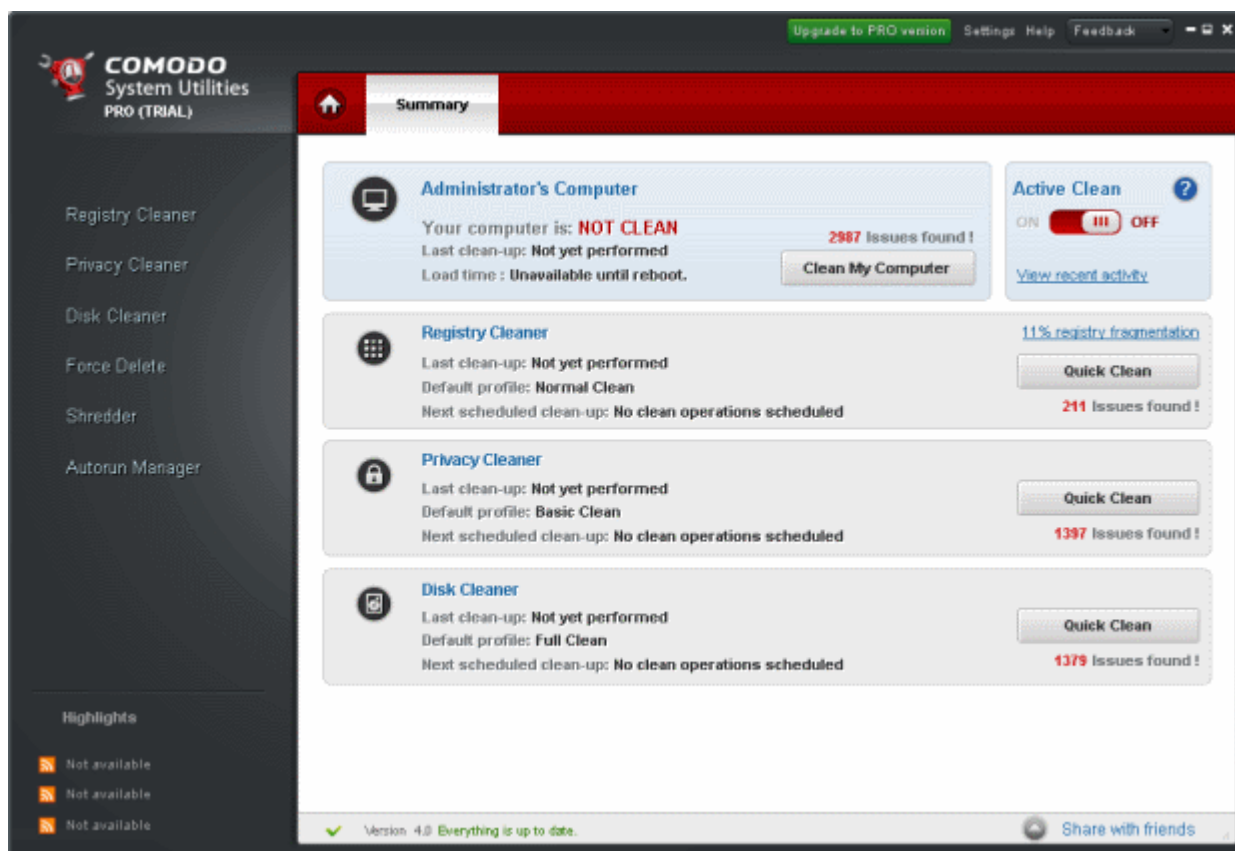 Upgrade to PRO version Settings Help Feedback
COMODO
System Utilities
PRO (TRIAL)
Summary
Registry Cleaner
Privacy Cleaner
Disk Cleaner
Force Delete
Shredder
Autorun Manager
Highlights
Not available
Not available
Not available
Administrator's Computer
Your computer is: NOT CLEAN
Last clean-up: Not yet performed
Load time : Unavailable until reboot.
2987 Issues found !
Clean My Computer
Active Clean ?
ON OFF
View recent activity
Registry Cleaner
Last clean-up: Not yet performed
Default profile: Normal Clean
Next scheduled clean-up: No clean operations scheduled
11% registry fragmentation
Quick Clean
211 Issues found !
Privacy Cleaner
Last clean-up: Not yet performed
Default profile: Basic Clean
Next scheduled clean-up: No clean operations scheduled
Quick Clean
1397 Issues found !
Disk Cleaner
Last clean-up: Not yet performed
Default profile: Full Clean
Next scheduled clean-up: No clean operations scheduled
Quick Clean
1379 Issues found !
Version 4.0 Everything is up to date.
Share with friends